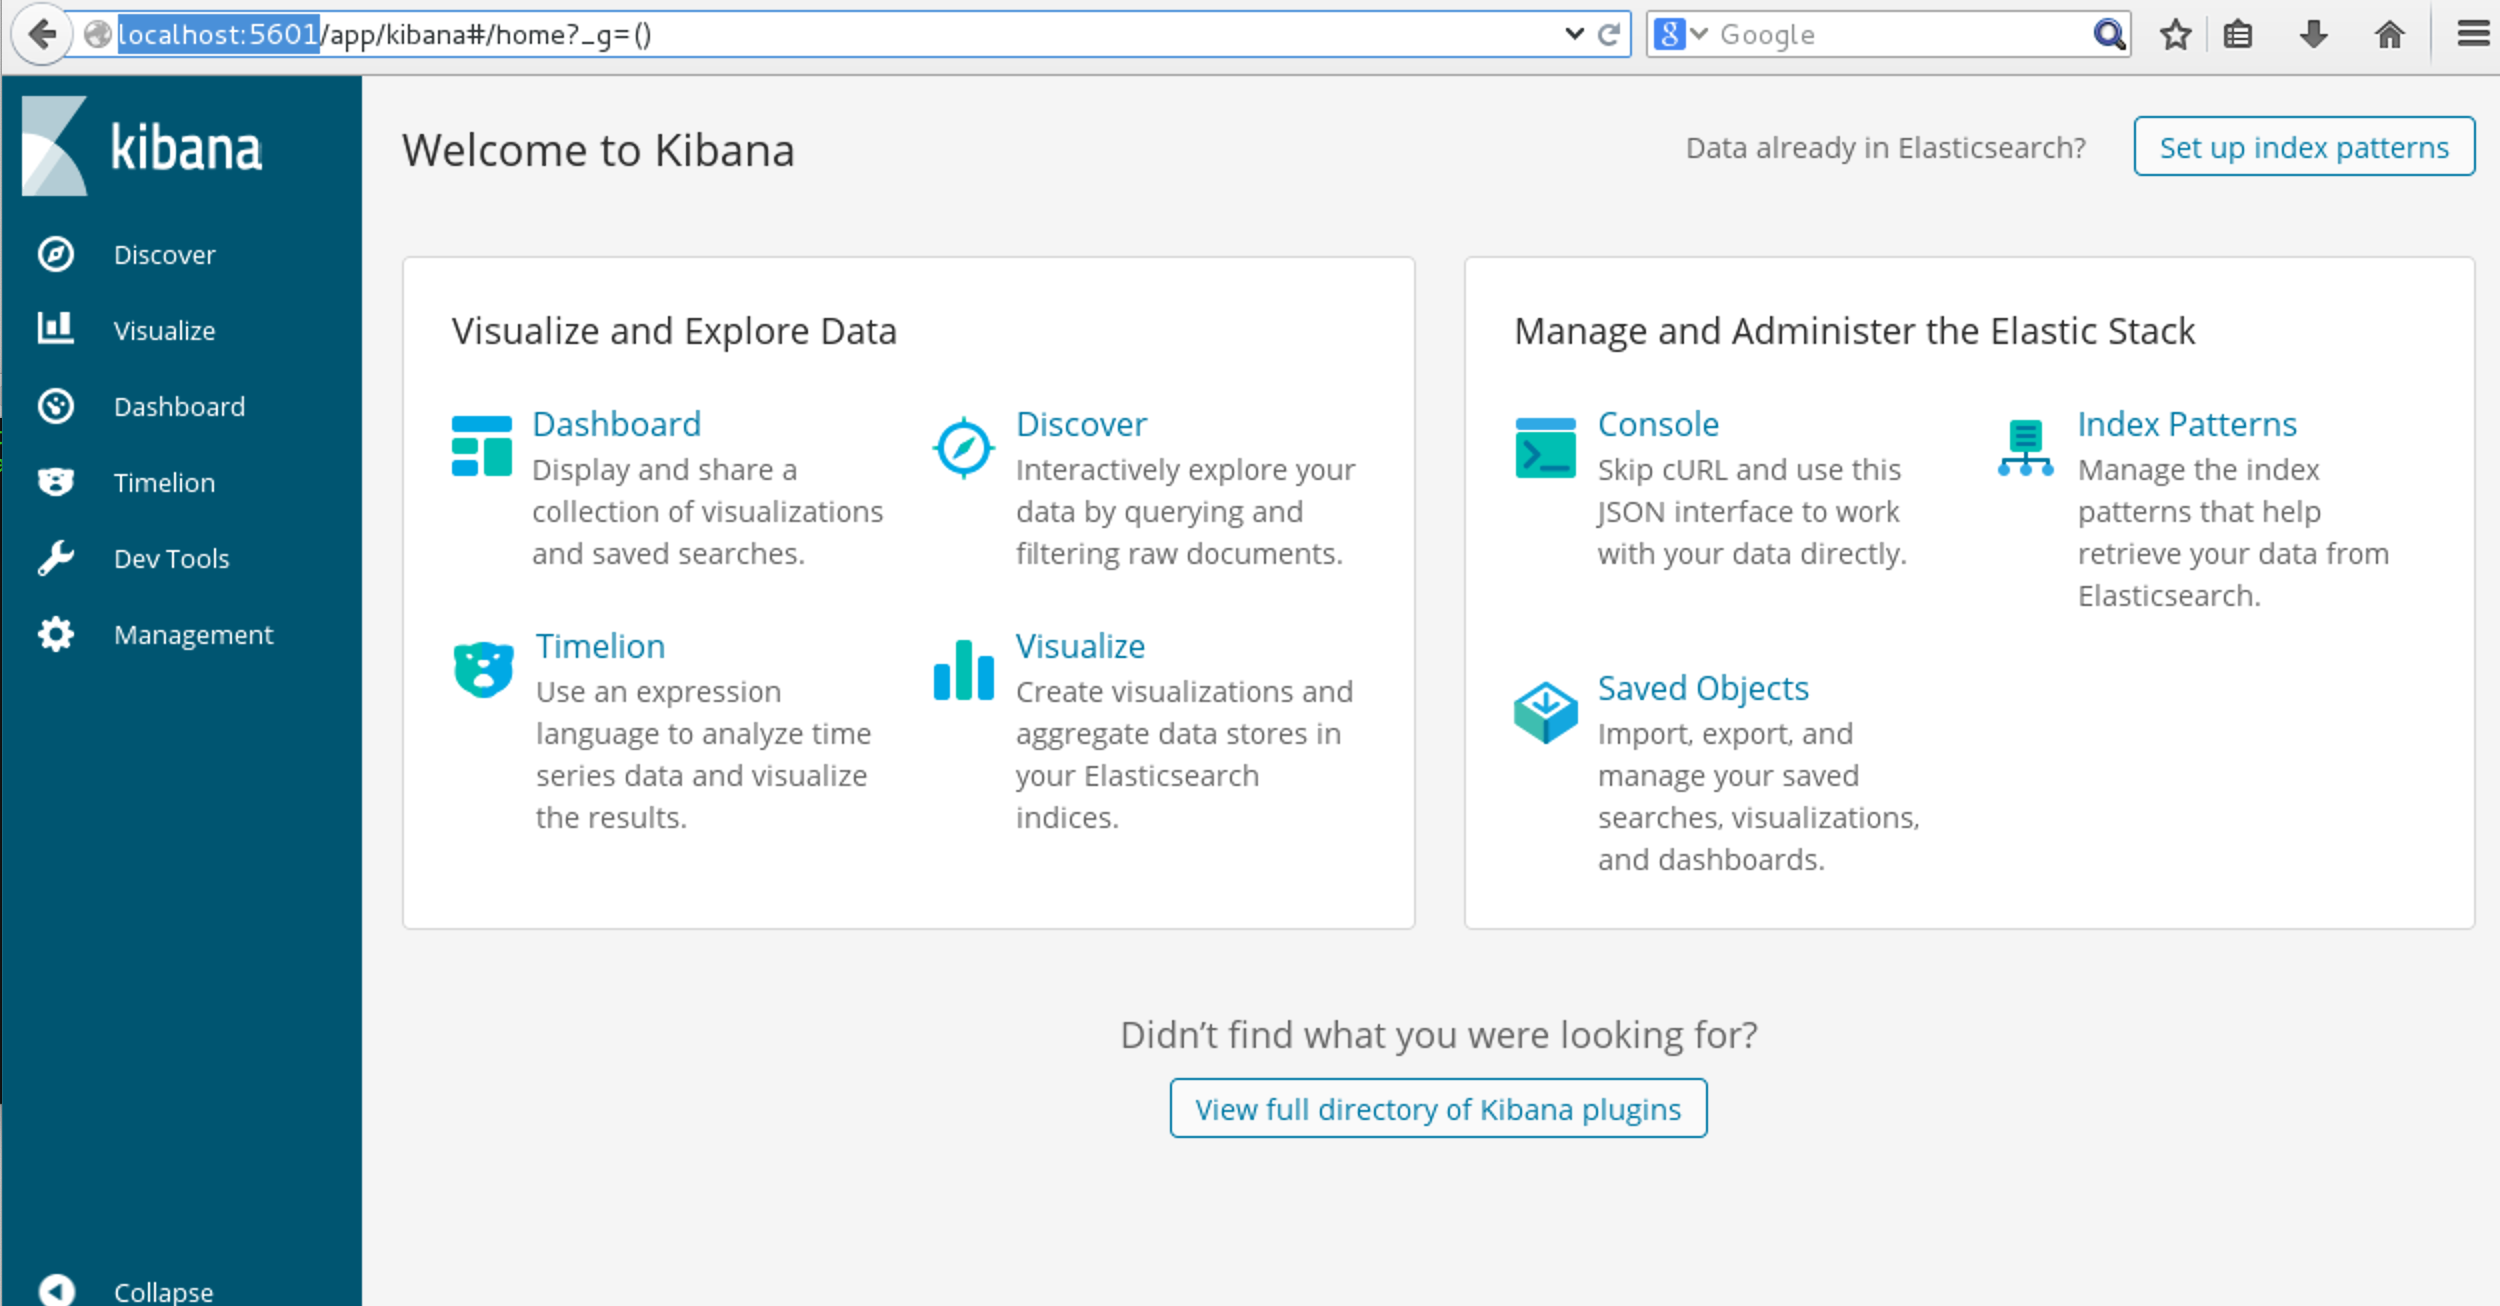 localhost:5601/app/kibana#/home?_g=()
Google
kibana
Discover
Visualize
Dashboard
Timelion
Dev Tools
Management
Collapse
Welcome to Kibana
Data already in Elasticsearch?
Set up index patterns
Visualize and Explore Data
Dashboard
Display and share a
collection of visualizations
and saved searches.
Discover
Interactively explore your
data by querying and
filtering raw documents.
Timelion
Use an expression
language to analyze time
series data and visualize
the results.
Visualize
Create visualizations and
aggregate data stores in
your Elasticsearch
indices.
Manage and Administer the Elastic Stack
Console
Skip cURL and use this
JSON interface to work
with your data directly.
Index Patterns
Manage the index
patterns that help
retrieve your data from
Elasticsearch.
Saved Objects
Import, export, and
manage your saved
searches, visualizations,
and dashboards.
Didn’t find what you were looking for?
View full directory of Kibana plugins